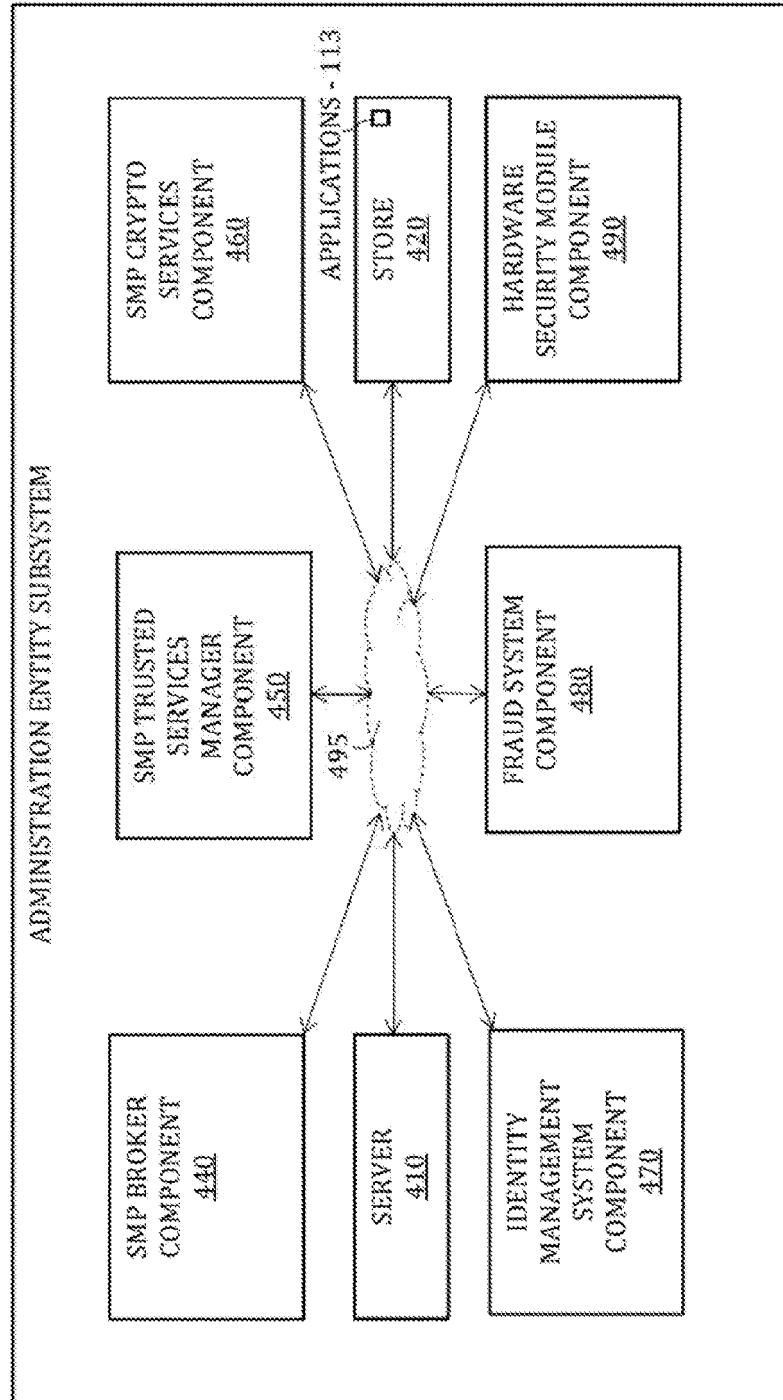 ADMINISTRATION ENTITY SUBSYSTEM
SMP BROKER
COMPONENT
440
SMP TRUSTED
SERVICES
MANAGER
COMPONENT
450
SMP CRYPTO
SERVICES
COMPONENT
460
APPLICATIONS - 113
495
SERVER
410
STORE
420
IDENTITY
MANAGEMENT
SYSTEM
COMPONENT
470
FRAUD SYSTEM
COMPONENT
480
HARDWARE
SECURITY MODULE
COMPONENT
490